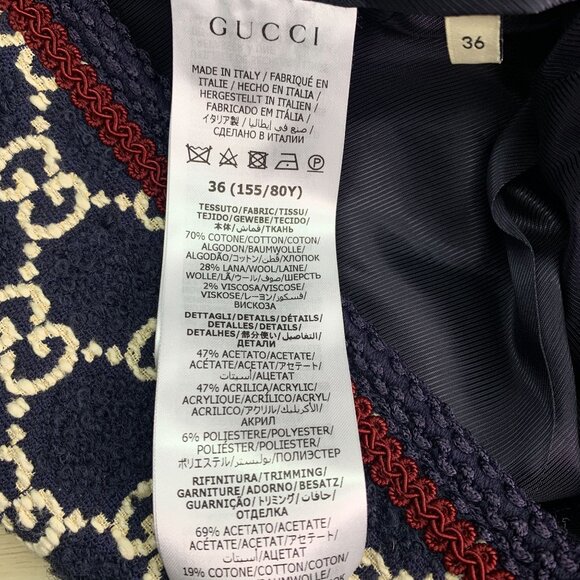 GUCCI
36
MADE IN ITALY / FABRIQUÉ EN
ITALIE / HECHO EN ITALIA /
HERGESTELLT IN ITALIEN /
FABRICADO EM ITÁLIA /
イタリア製 / صنع في إيطاليا /
СДЕЛАНО В ИТАЛИИ
P
36 (155/80Y)
TESSUTO/FABRIC/TISSU/
TEJIDO/GEWEBE/TECIDO/
本体/قماش/ТКАНЬ
70% COTONE/COTTON/COTON/
ALGODON/BAUMWOLLE/
ALGODÃO/コットン/قطن/ХЛОПОК
28% LANA/WOOL/LAINE/
WOLLE/LÃ/ウール/صوف/ШЕРСТЬ
2% VISCOSA/VISCOSE/
VISKOSE/レーヨン/فسكوز/
ВИСКОЗА
DETTAGLI/DETAILS/DÉTAILS/
DETALLES/DETAILS/
DETALHES/部分使い/التفاصيل/
ДЕТАЛИ
47% ACETATO/ACETATE/
ACÉTATE/ACETAT/アセテート/
أسيتات/АЦЕТАТ
47% ACRILICA/ACRYLIC/
ACRYLIQUE/ACRÍLICO/ACRYL/
ACRILICO/アクリル/الأكريليك/
АКРИЛ
6% POLIESTERE/POLYESTER/
POLIÉSTER/POLYESTER/
ポリエステル/بوليستر/ПОЛИЭСТЕР
RIFINITURA/TRIMMING/
GARNITURE/ADORNO/BESATZ/
GUARNIÇÃO/トリミング/حافات/
ОТДЕЛКА
69% ACETATO/ACETATE/
ACÉTATE/ACETAT/アセテート/
أسيتات/АЦЕТАТ
19% COTONE/COTTON/COTON/